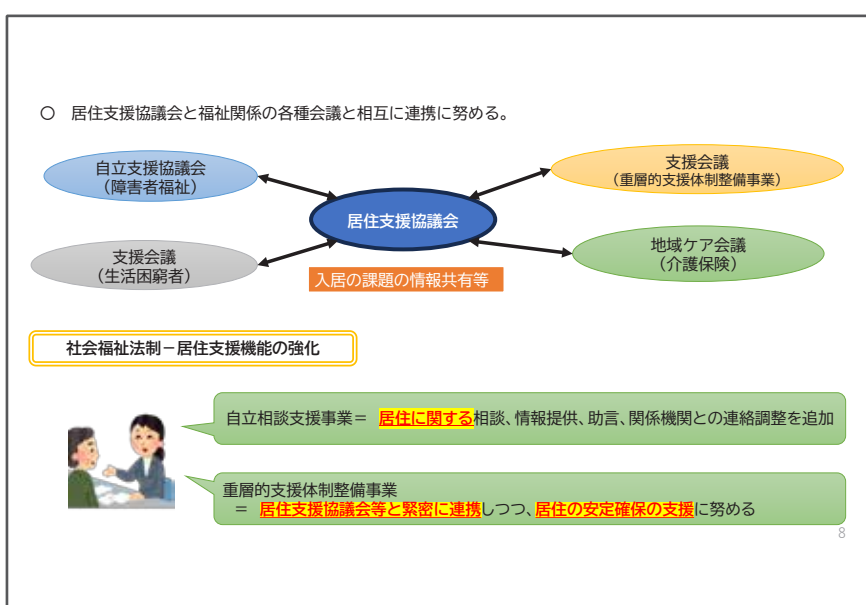 ○ 居住支援協議会と福祉関係の各種会議と相互に連携に努める。
自立支援協議会
(障害者福祉)
支援会議
(重層的支援体制整備事業)
居住支援協議会
支援会議
(生活困窮者)
地域ケア会議
(介護保険)
入居の課題の情報共有等
社会福祉法制-居住支援機能の強化
自立相談支援事業= 居住に関する相談、情報提供、助言、関係機関との連絡調整を追加
重層的支援体制整備事業
= 居住支援協議会等と緊密に連携しつつ、居住の安定確保の支援に努める
8